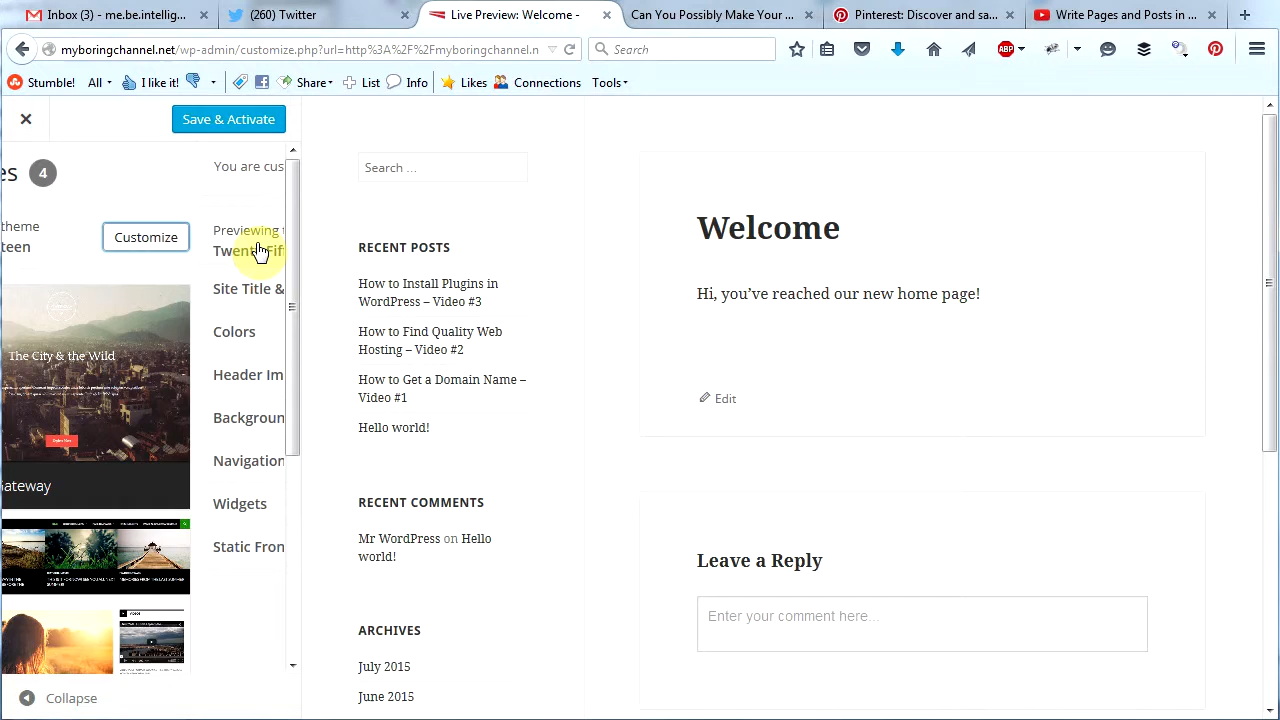 Inbox (3) - me.be.intellig...
(260) Twitter
Live Preview: Welcome -
Can You Possibly Make Your ...
Pinterest: Discover and sa...
Write Pages and Posts in ...
myboringchannel.net/wp-admin/customize.php?url=http%3A%2F%2Fmyboringchannel.n
Search
ABP
Stumble!
All
I like it!
Share
List
Info
Likes
Connections
Tools
Save & Activate
es 4
You are cus
theme
teen
Customize
Previewing t
Twenty Fif
Site Title &
Colors
Header Im
Backgroun
Navigation
Widgets
Static Fron
The City & the Wild
Gateway
Collapse
Search …
RECENT POSTS
How to Install Plugins in
WordPress – Video #3
How to Find Quality Web
Hosting – Video #2
How to Get a Domain Name –
Video #1
Hello world!
RECENT COMMENTS
Mr WordPress on Hello
world!
ARCHIVES
July 2015
June 2015
Welcome
Hi, you’ve reached our new home page!
Edit
Leave a Reply
Enter your comment here...